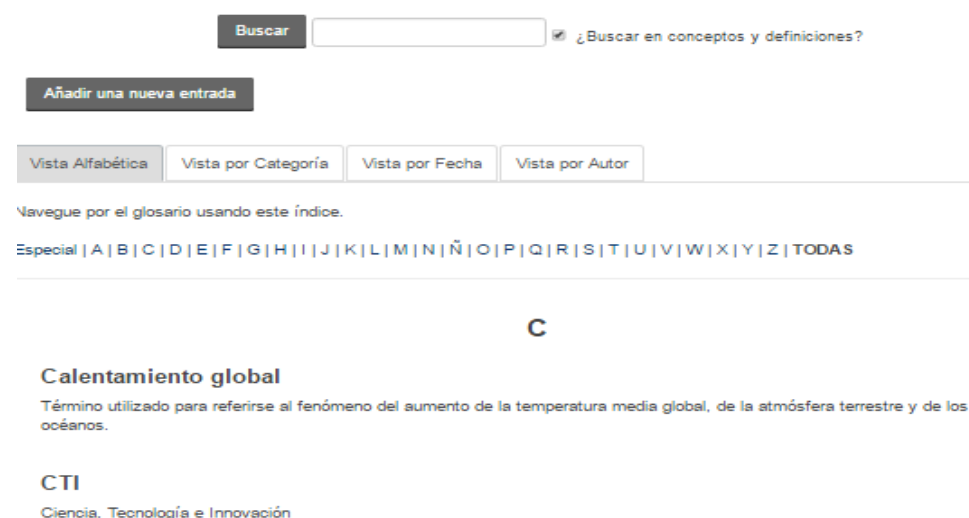 Buscar ¿Buscar en conceptos y definiciones?
Añadir una nueva entrada
Vista Alfabética Vista por Categoría Vista por Fecha Vista por Autor
Navegue por el glosario usando este índice.
Especial | A | B | C | D | E | F | G | H | I | J | K | L | M | N | Ñ | O | P | Q | R | S | T | U | V | W | X | Y | Z | TODAS
C
Calentamiento global
Término utilizado para referirse al fenómeno del aumento de la temperatura media global, de la atmósfera terrestre y de los
océanos.
CTI
Ciencia, Tecnología e Innovación